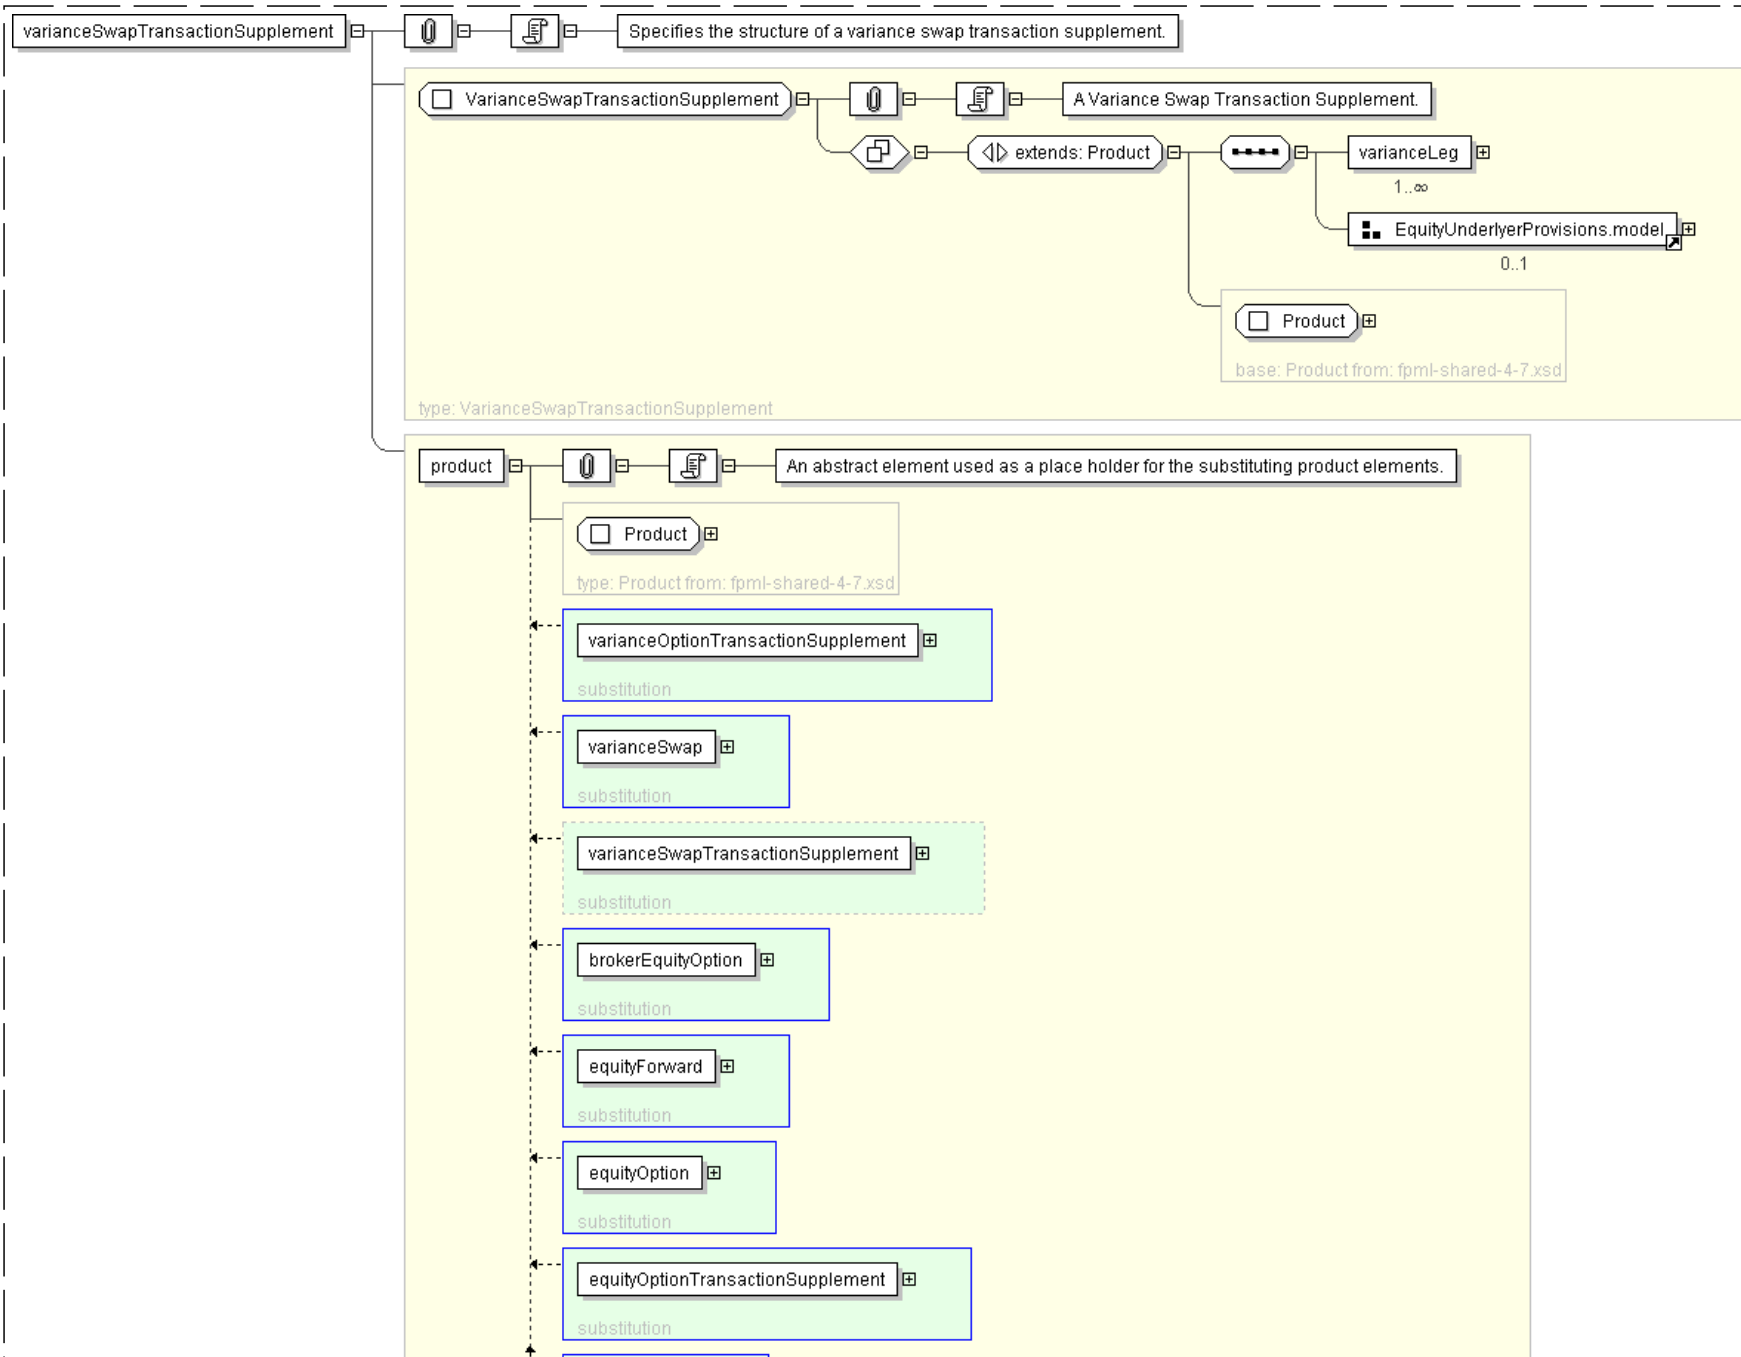 varianceSwapTransactionSupplement
Specifies the structure of a variance swap transaction supplement.
VarianceSwapTransactionSupplement
A Variance Swap Transaction Supplement.
extends: Product
varianceLeg
1..∞
EquityUnderlyerProvisions.model
0..1
Product
base: Product from: fpml-shared-4-7.xsd
type: VarianceSwapTransactionSupplement
product
An abstract element used as a place holder for the substituting product elements.
Product
type: Product from: fpml-shared-4-7.xsd
varianceOptionTransactionSupplement
substitution
varianceSwap
substitution
varianceSwapTransactionSupplement
substitution
brokerEquityOption
substitution
equityForward
substitution
equityOption
substitution
equityOptionTransactionSupplement
substitution